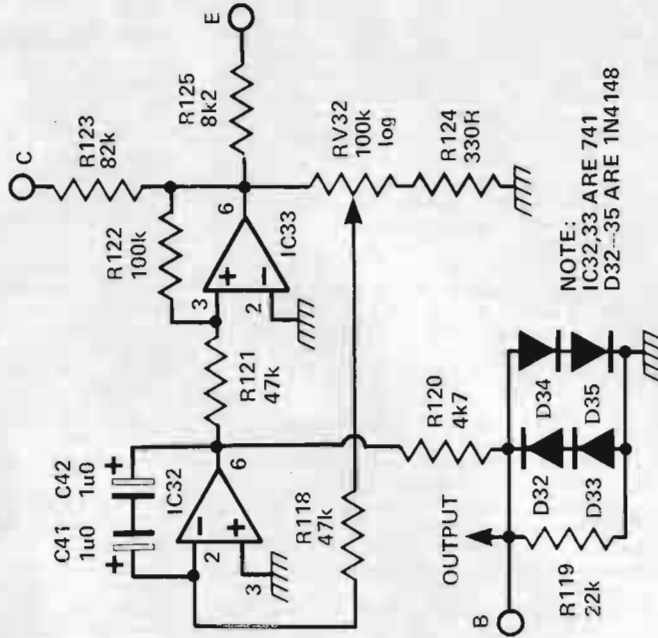 E
C
R123
82k
R125
8k2
R122
100k
RV32
100k
log
R124
330R
6
3
+
2
−
IC33
R121
47k
C42
1u0
+
C41
1u0
+
IC32
6
2
−
3
+
R118
47k
R120
4k7
D34
D35
D32
D33
OUTPUT
R119
22k
B
NOTE:
IC32,33 ARE 741
D32--35 ARE 1N4148